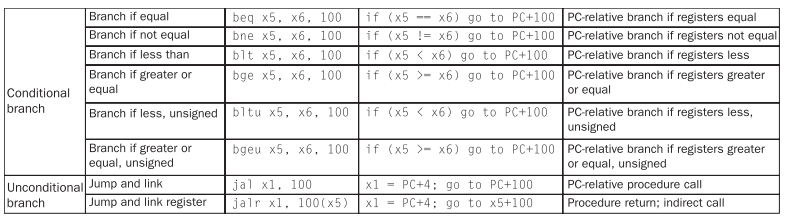 Conditional branch
Branch if equal beq x5, x6, 100 if (x5 == x6) go to PC+100 PC-relative branch if registers equal
Branch if not equal bne x5, x6, 100 if (x5 != x6) go to PC+100 PC-relative branch if registers not equal
Branch if less than blt x5, x6, 100 if (x5 < x6) go to PC+100 PC-relative branch if registers less
Branch if greater or equal bge x5, x6, 100 if (x5 >= x6) go to PC+100 PC-relative branch if registers greater or equal
Branch if less, unsigned bltu x5, x6, 100 if (x5 < x6) go to PC+100 PC-relative branch if registers less, unsigned
Branch if greater or equal, unsigned bgeu x5, x6, 100 if (x5 >= x6) go to PC+100 PC-relative branch if registers greater or equal, unsigned
Unconditional branch
Jump and link jal x1, 100 x1 = PC+4; go to PC+100 PC-relative procedure call
Jump and link register jalr x1, 100(x5) x1 = PC+4; go to x5+100 Procedure return; indirect call